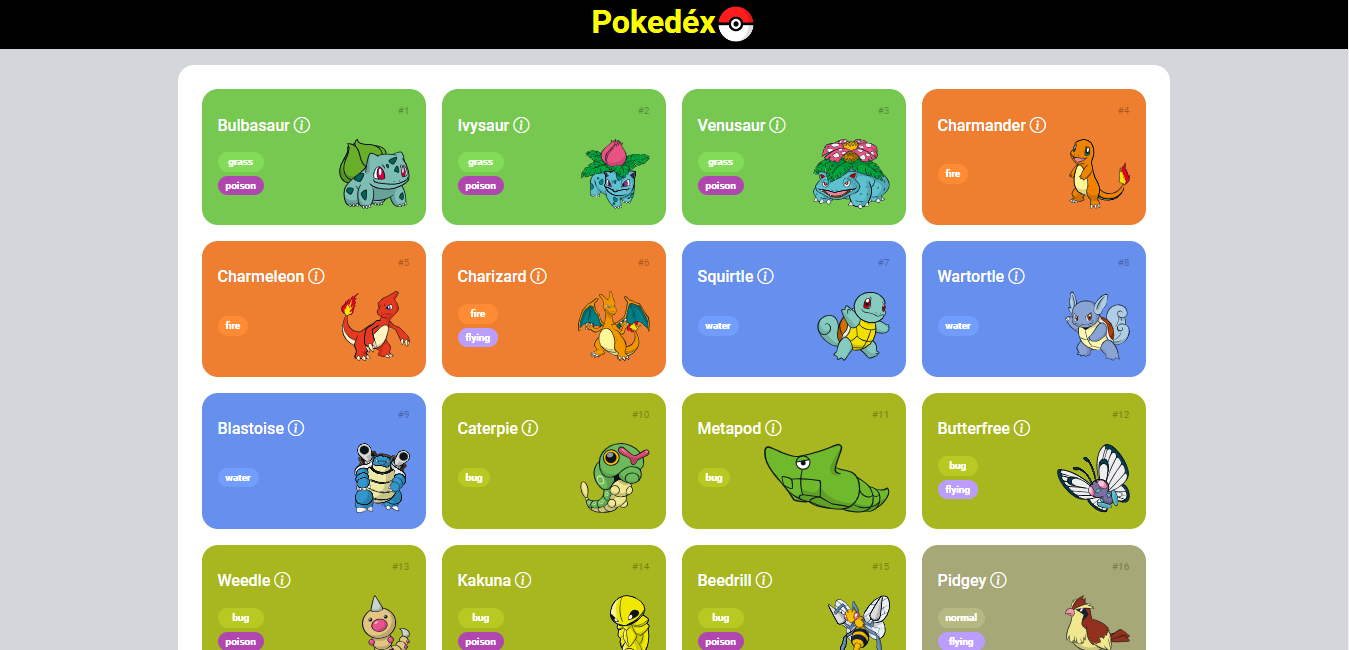 Pokedéx
#1
Bulbasaur
grass
poison
#2
Ivysaur
grass
poison
#3
Venusaur
grass
poison
#4
Charmander
fire
#5
Charmeleon
fire
#6
Charizard
fire
flying
#7
Squirtle
water
#8
Wartortle
water
#9
Blastoise
water
#10
Caterpie
bug
#11
Metapod
bug
#12
Butterfree
bug
flying
#13
Weedle
bug
poison
#14
Kakuna
bug
poison
#15
Beedrill
bug
poison
#16
Pidgey
normal
flying